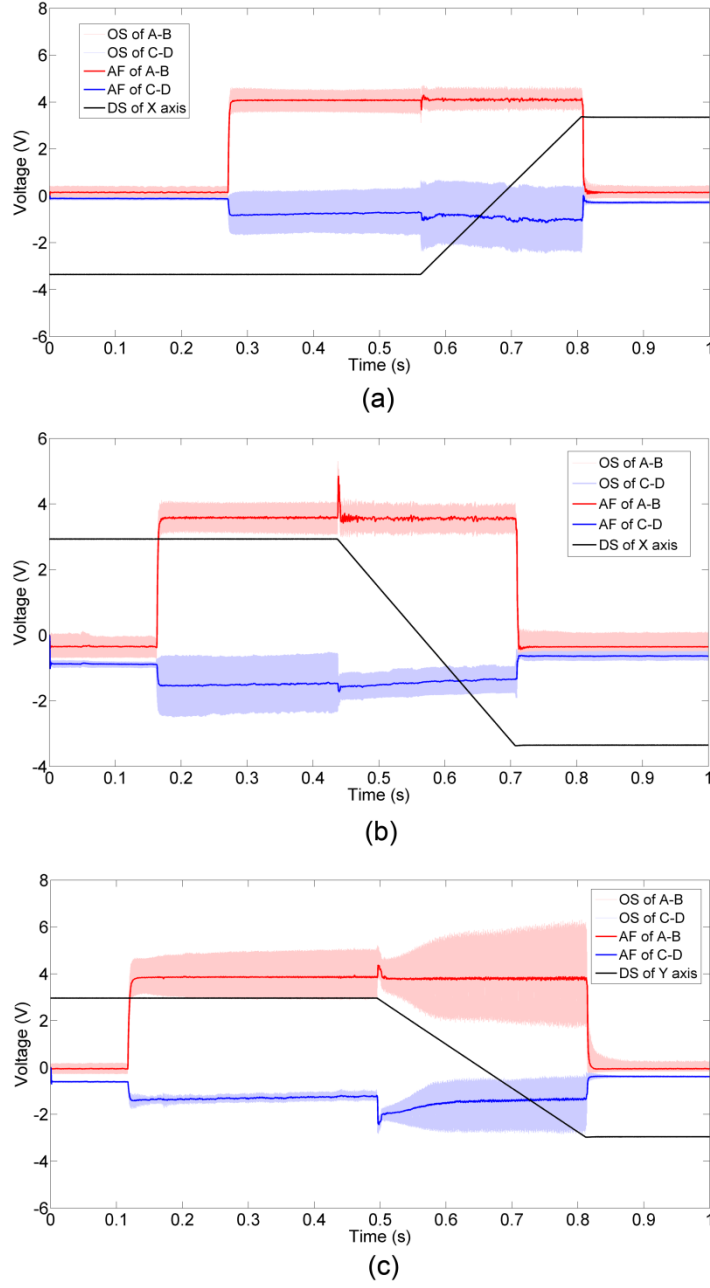 8
6
4
2
0
-2
-4
-6
Voltage (V)
OS of A-B
OS of C-D
AF of A-B
AF of C-D
DS of X axis
0 0.1 0.2 0.3 0.4 0.5 0.6 0.7 0.8 0.9 1
Time (s)
(a)
6
4
2
0
-2
-4
Voltage (V)
OS of A-B
OS of C-D
AF of A-B
AF of C-D
DS of X axis
0 0.1 0.2 0.3 0.4 0.5 0.6 0.7 0.8 0.9 1
Time (s)
(b)
8
6
4
2
0
-2
-4
-6
Voltage (V)
OS of A-B
OS of C-D
AF of A-B
AF of C-D
DS of Y axis
0 0.1 0.2 0.3 0.4 0.5 0.6 0.7 0.8 0.9 1
Time (s)
(c)